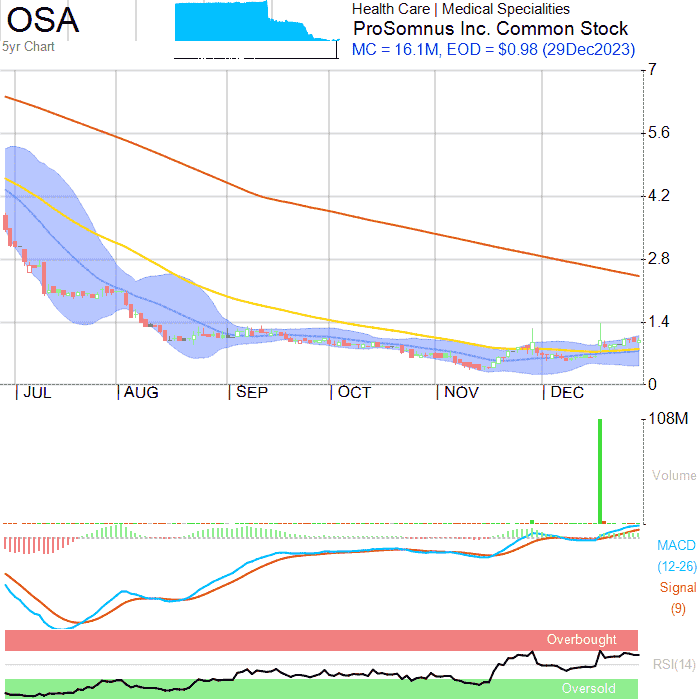 OSA
5yr Chart
Health Care | Medical Specialities
ProSomnus Inc. Common Stock
MC = 16.1M, EOD = $0.98 (29Dec2023)
7
5.6
4.2
2.8
1.4
0
| JUL | AUG | SEP | OCT | NOV | DEC
108M
Volume
MACD
(12-26)
Signal
(9)
Overbought
RSI(14)
Oversold